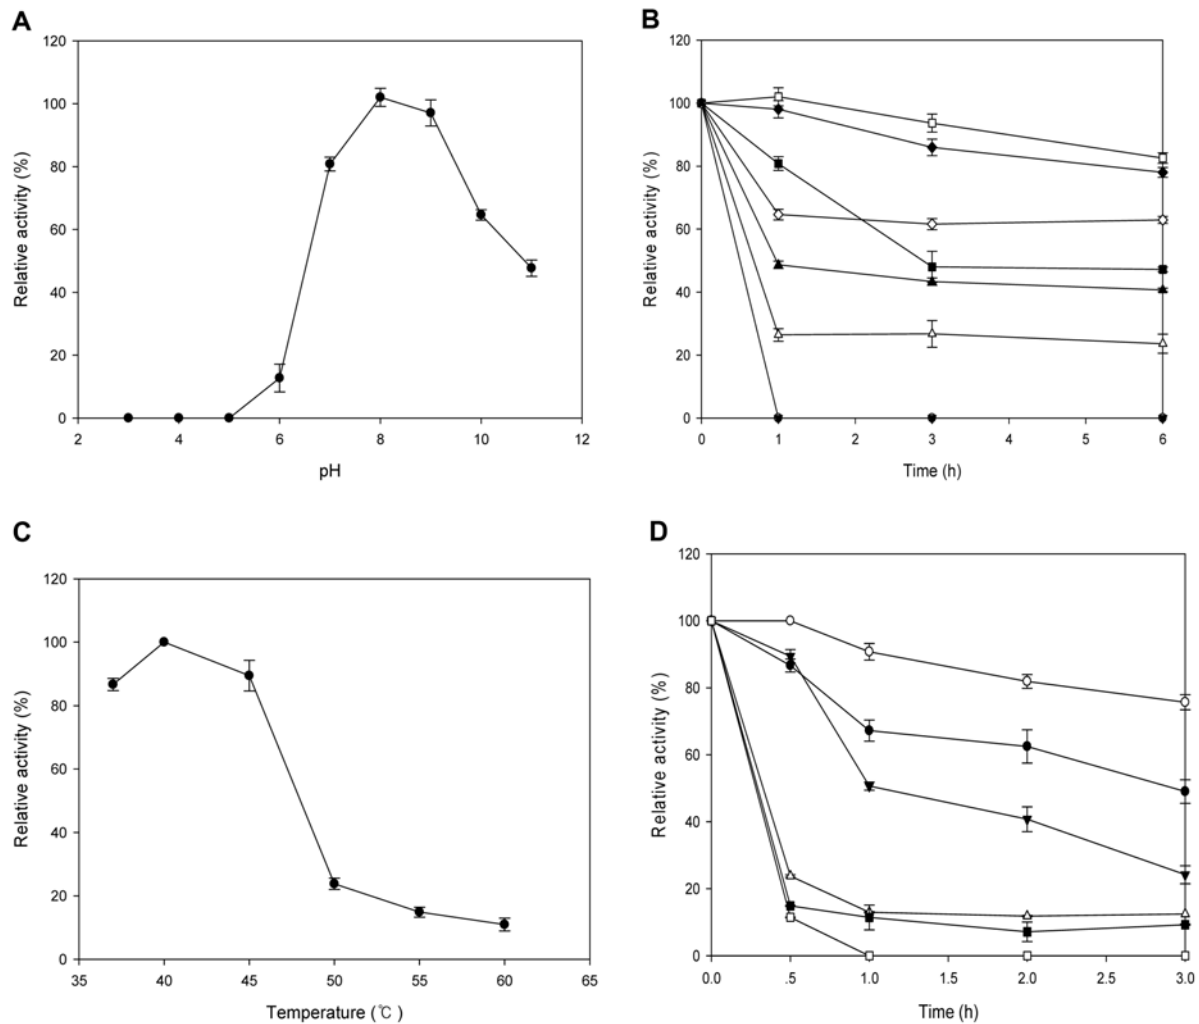 A
Relative activity (%)
120
100
80
60
40
20
0
2 4 6 8 10 12
pH
B
Relative activity (%)
120
100
80
60
40
20
0
0 1 2 3 4 5 6
Time (h)
C
Relative activity (%)
120
100
80
60
40
20
0
35 40 45 50 55 60 65
Temperature (℃)
D
Relative activity (%)
120
100
80
60
40
20
0
0.0 .5 1.0 1.5 2.0 2.5 3.0
Time (h)